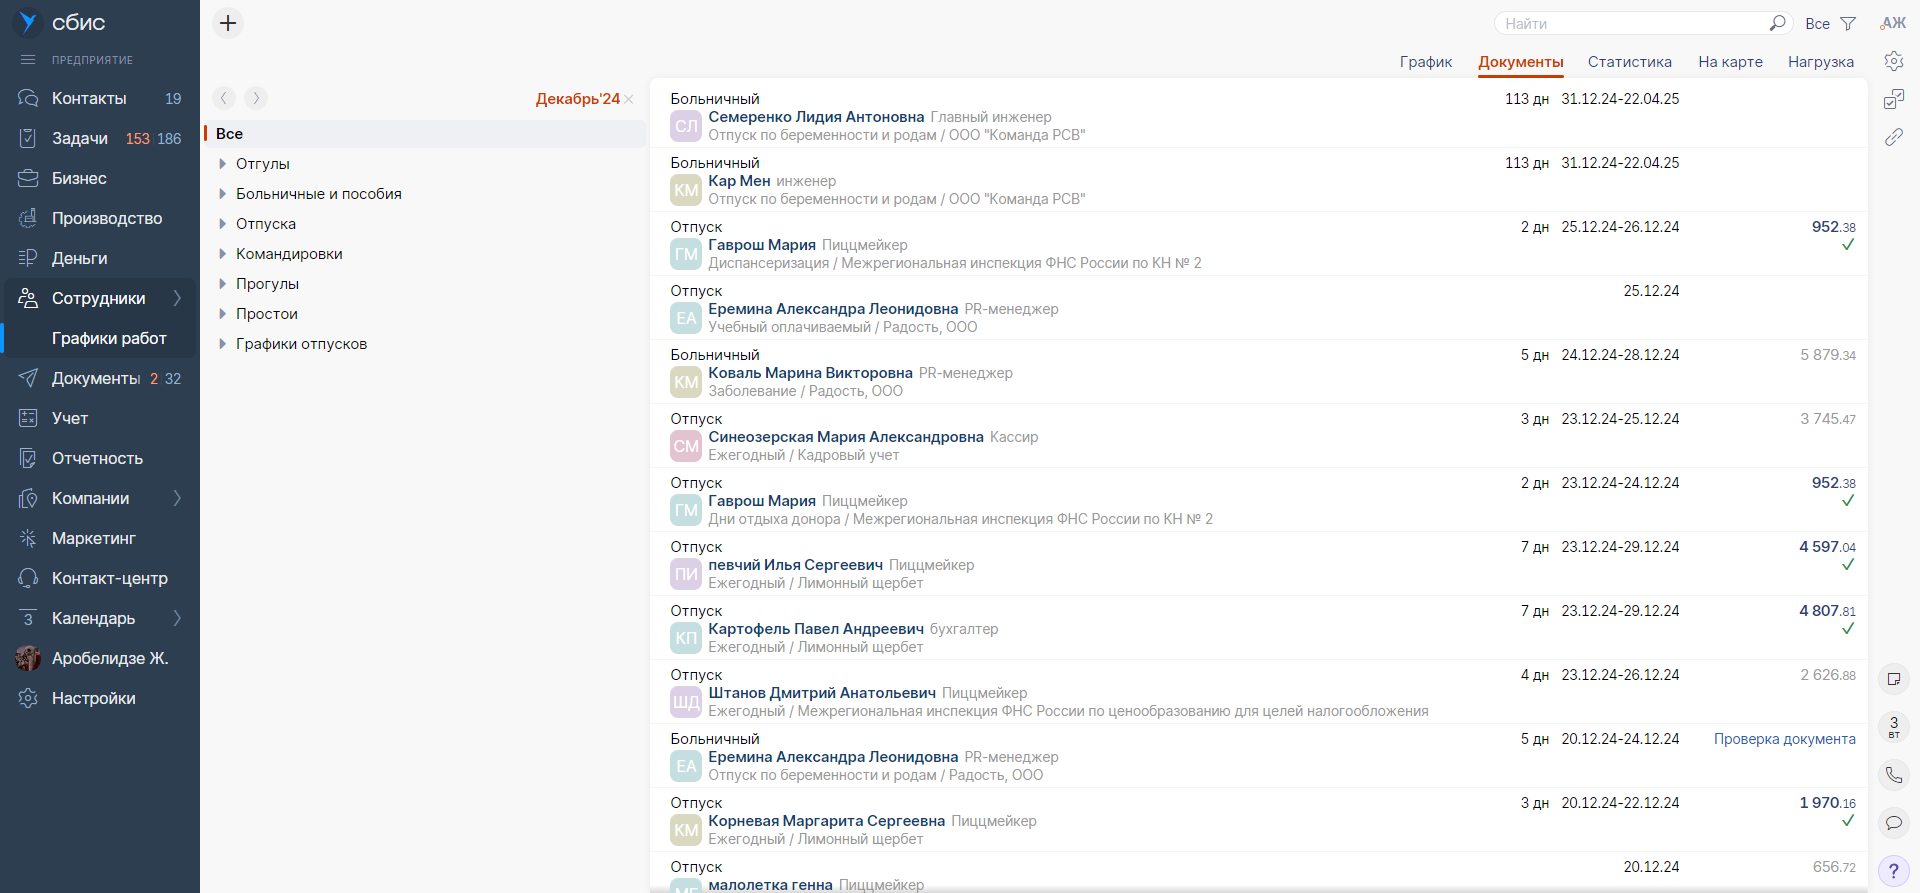 сбис
ПРЕДПРИЯТИЕ
Контакты 19
Задачи 153 186
Бизнес
Производство
Деньги
Сотрудники
Графики работ
Документы 2 32
Учет
Отчетность
Компании
Маркетинг
Контакт-центр
3 Календарь
Аробелидзе Ж.
Настройки
Найти
Все
АЖ
График Документы Статистика На карте Нагрузка
Декабрь'24
Все
Отгулы
Больничные и пособия
Отпуска
Командировки
Прогулы
Простои
Графики отпусков
Больничный 113 дн 31.12.24-22.04.25
СЛ Семеренко Лидия Антоновна Главный инженер
Отпуск по беременности и родам / ООО "Команда РСВ"
Больничный 113 дн 31.12.24-22.04.25
КМ Кар Мен инженер
Отпуск по беременности и родам / ООО "Команда РСВ"
Отпуск 2 дн 25.12.24-26.12.24 952.38
ГМ Гаврош Мария Пиццмейкер
Диспансеризация / Межрегиональная инспекция ФНС России по КН № 2
Отпуск 25.12.24
ЕА Еремина Александра Леонидовна PR-менеджер
Учебный оплачиваемый / Радость, ООО
Больничный 5 дн 24.12.24-28.12.24 5 879.34
КМ Коваль Марина Викторовна PR-менеджер
Заболевание / Радость, ООО
Отпуск 3 дн 23.12.24-25.12.24 3 745.47
СМ Синеозерская Мария Александровна Кассир
Ежегодный / Кадровый учет
Отпуск 2 дн 23.12.24-24.12.24 952.38
ГМ Гаврош Мария Пиццмейкер
Дни отдыха донора / Межрегиональная инспекция ФНС России по КН № 2
Отпуск 7 дн 23.12.24-29.12.24 4 597.04
ПИ певчий Илья Сергеевич Пиццмейкер
Ежегодный / Лимонный щербет
Отпуск 7 дн 23.12.24-29.12.24 4 807.81
КП Картофель Павел Андреевич бухгалтер
Ежегодный / Лимонный щербет
Отпуск 4 дн 23.12.24-26.12.24 2 626.88
ШД Штанов Дмитрий Анатольевич Пиццмейкер
Ежегодный / Межрегиональная инспекция ФНС России по ценообразованию для целей налогообложения
Больничный 5 дн 20.12.24-24.12.24 Проверка документа
ЕА Еремина Александра Леонидовна PR-менеджер
Отпуск по беременности и родам / Радость, ООО
Отпуск 3 дн 20.12.24-22.12.24 1 970.16
КМ Корневая Маргарита Сергеевна Пиццмейкер
Ежегодный / Лимонный щербет
Отпуск 20.12.24 656.72
малолетка генна Пиццмейкер
3
вт
?